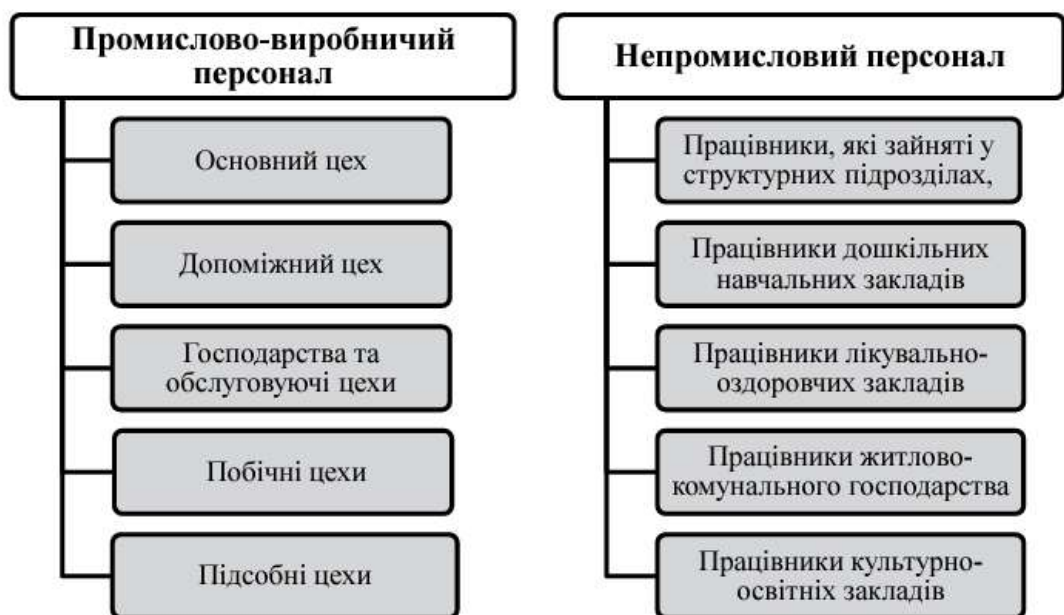 Промислово-виробничий
персонал
Основний цех
Допоміжний цех
Господарства та
обслуговуючі цехи
Побічні цехи
Підсобні цехи
Непромисловий персонал
Працівники, які зайняті у
структурних підрозділах,
Працівники дошкільних
навчальних закладів
Працівники лікувально-
оздоровчих закладів
Працівники житлово-
комунального господарства
Працівники культурно-
освітніх закладів